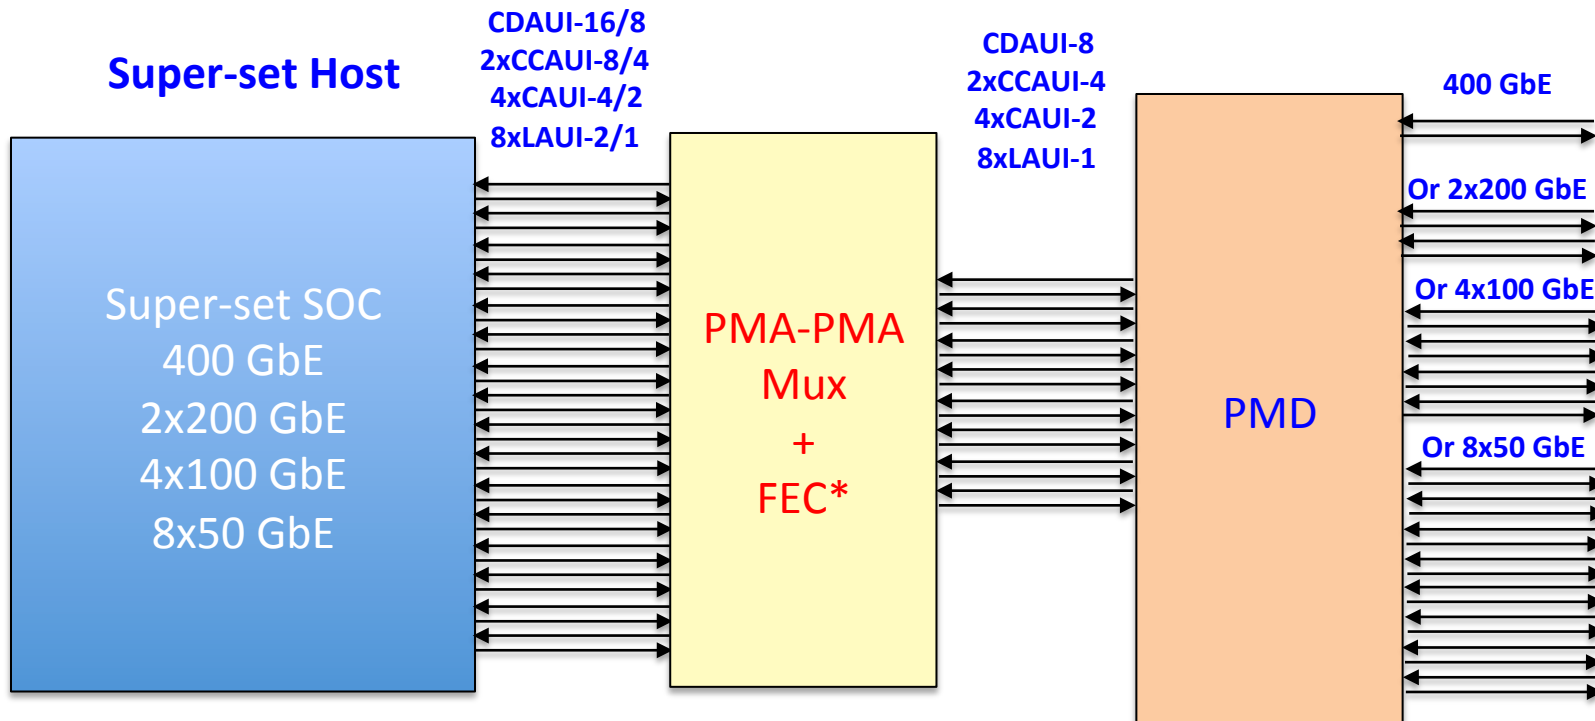 Super-set Host
CDAUI-16/8
2xCCAUI-8/4
4xCAUI-4/2
8xLAUI-2/1
CDAUI-8
2xCCAUI-4
4xCAUI-2
8xLAUI-1
400 GbE
Or 2x200 GbE
Or 4x100 GbE
Or 8x50 GbE
Super-set SOC
400 GbE
2x200 GbE
4x100 GbE
8x50 GbE
PMA-PMA
Mux
+
FEC*
PMD